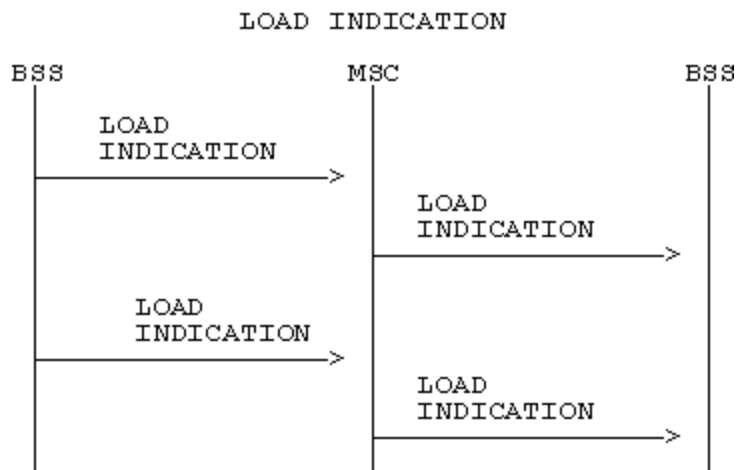 LOAD INDICATION
BSS MSC BSS
LOAD
INDICATION
LOAD
INDICATION
LOAD
INDICATION
LOAD
INDICATION